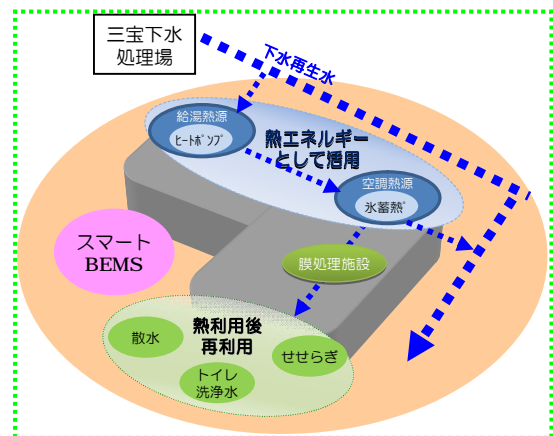 三宝下水
処理場
下水再生水
給湯熱源
ﾋｰﾄﾎﾟﾝﾌﾟ
熱エネルギー
として活用
空調熱源
氷蓄熱
スマート
BEMS
膜処理施設
熱利用後
再利用
散水
せせらぎ
トイレ
洗浄水